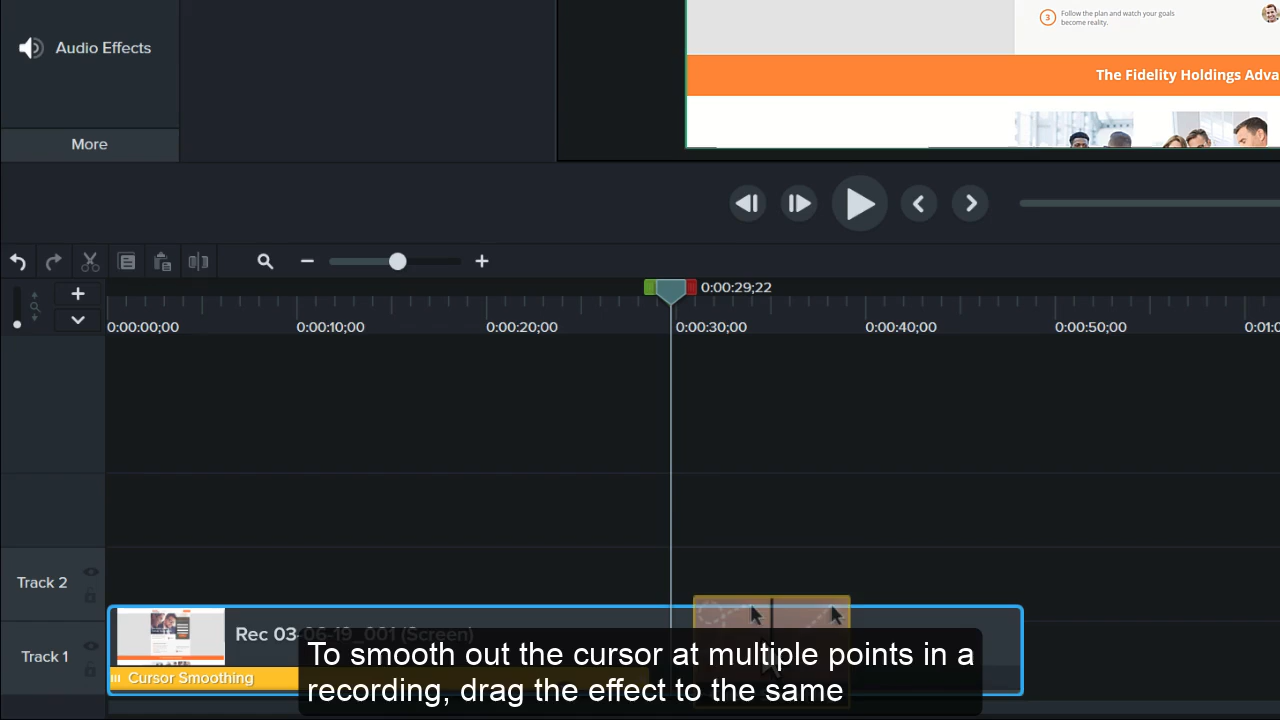 3
Follow the plan and watch your goals
become reality.
Audio Effects
The Fidelity Holdings Adva
More
0:00:29;22
0:00:00;00
0:00:10;00
0:00:20;00
0:00:30;00
0:00:40;00
0:00:50;00
0:01:0
Track 2
Rec 03-06-19_001 (Screen)
Track 1
Cursor Smoothing
To smooth out the cursor at multiple points in a
recording, drag the effect to the same